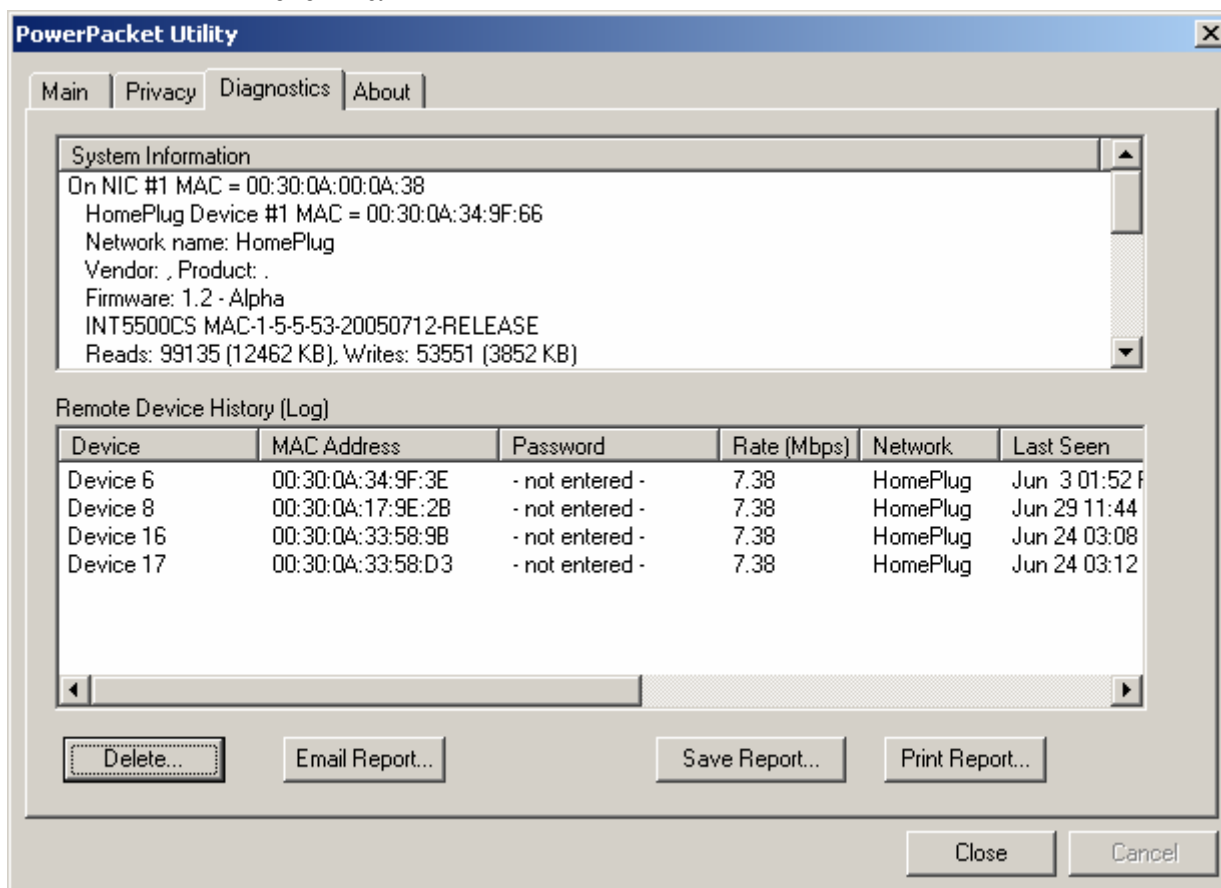 PowerPacket Utility
Main Privacy Diagnostics About
System Information
On NIC #1 MAC = 00:30:0A:00:0A:38
HomePlug Device #1 MAC = 00:30:0A:34:9F:66
Network name: HomePlug
Vendor: , Product: .
Firmware: 1.2 - Alpha
INT5500CS MAC-1-5-5-53-20050712-RELEASE
Reads: 99135 (12462 KB), Writes: 53551 (3852 KB)
Remote Device History (Log)
Device MAC Address Password Rate (Mbps) Network Last Seen
Device 6 00:30:0A:34:9F:3E - not entered - 7.38 HomePlug Jun 3 01:52
Device 8 00:30:0A:17:9E:2B - not entered - 7.38 HomePlug Jun 29 11:44
Device 16 00:30:0A:33:58:9B - not entered - 7.38 HomePlug Jun 24 03:08
Device 17 00:30:0A:33:58:D3 - not entered - 7.38 HomePlug Jun 24 03:12
Delete... Email Report... Save Report... Print Report...
Close Cancel